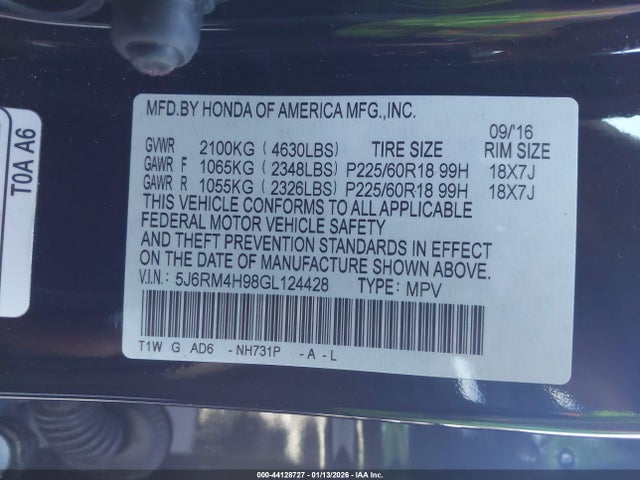 T0A A6
MFD.BY HONDA OF AMERICA MFG.,INC.
09/'16
GVWR 2100KG ( 4630LBS) TIRE SIZE RIM SIZE
GAWR F 1065KG ( 2348LBS) P225/60R18 99H 18X7J
GAWR R 1055KG ( 2326LBS) P225/60R18 99H 18X7J
THIS VEHICLE CONFORMS TO ALL APPLICABLE
FEDERAL MOTOR VEHICLE SAFETY
AND THEFT PREVENTION STANDARDS IN EFFECT
ON DATE OF MANUFACTURE SHOWN ABOVE.
V.I.N.: 5J6RM4H98GL124428 TYPE: MPV
T1W G AD6 -NH731P -A-L
000-44128727 - 01/13/2026 - IAA Inc.